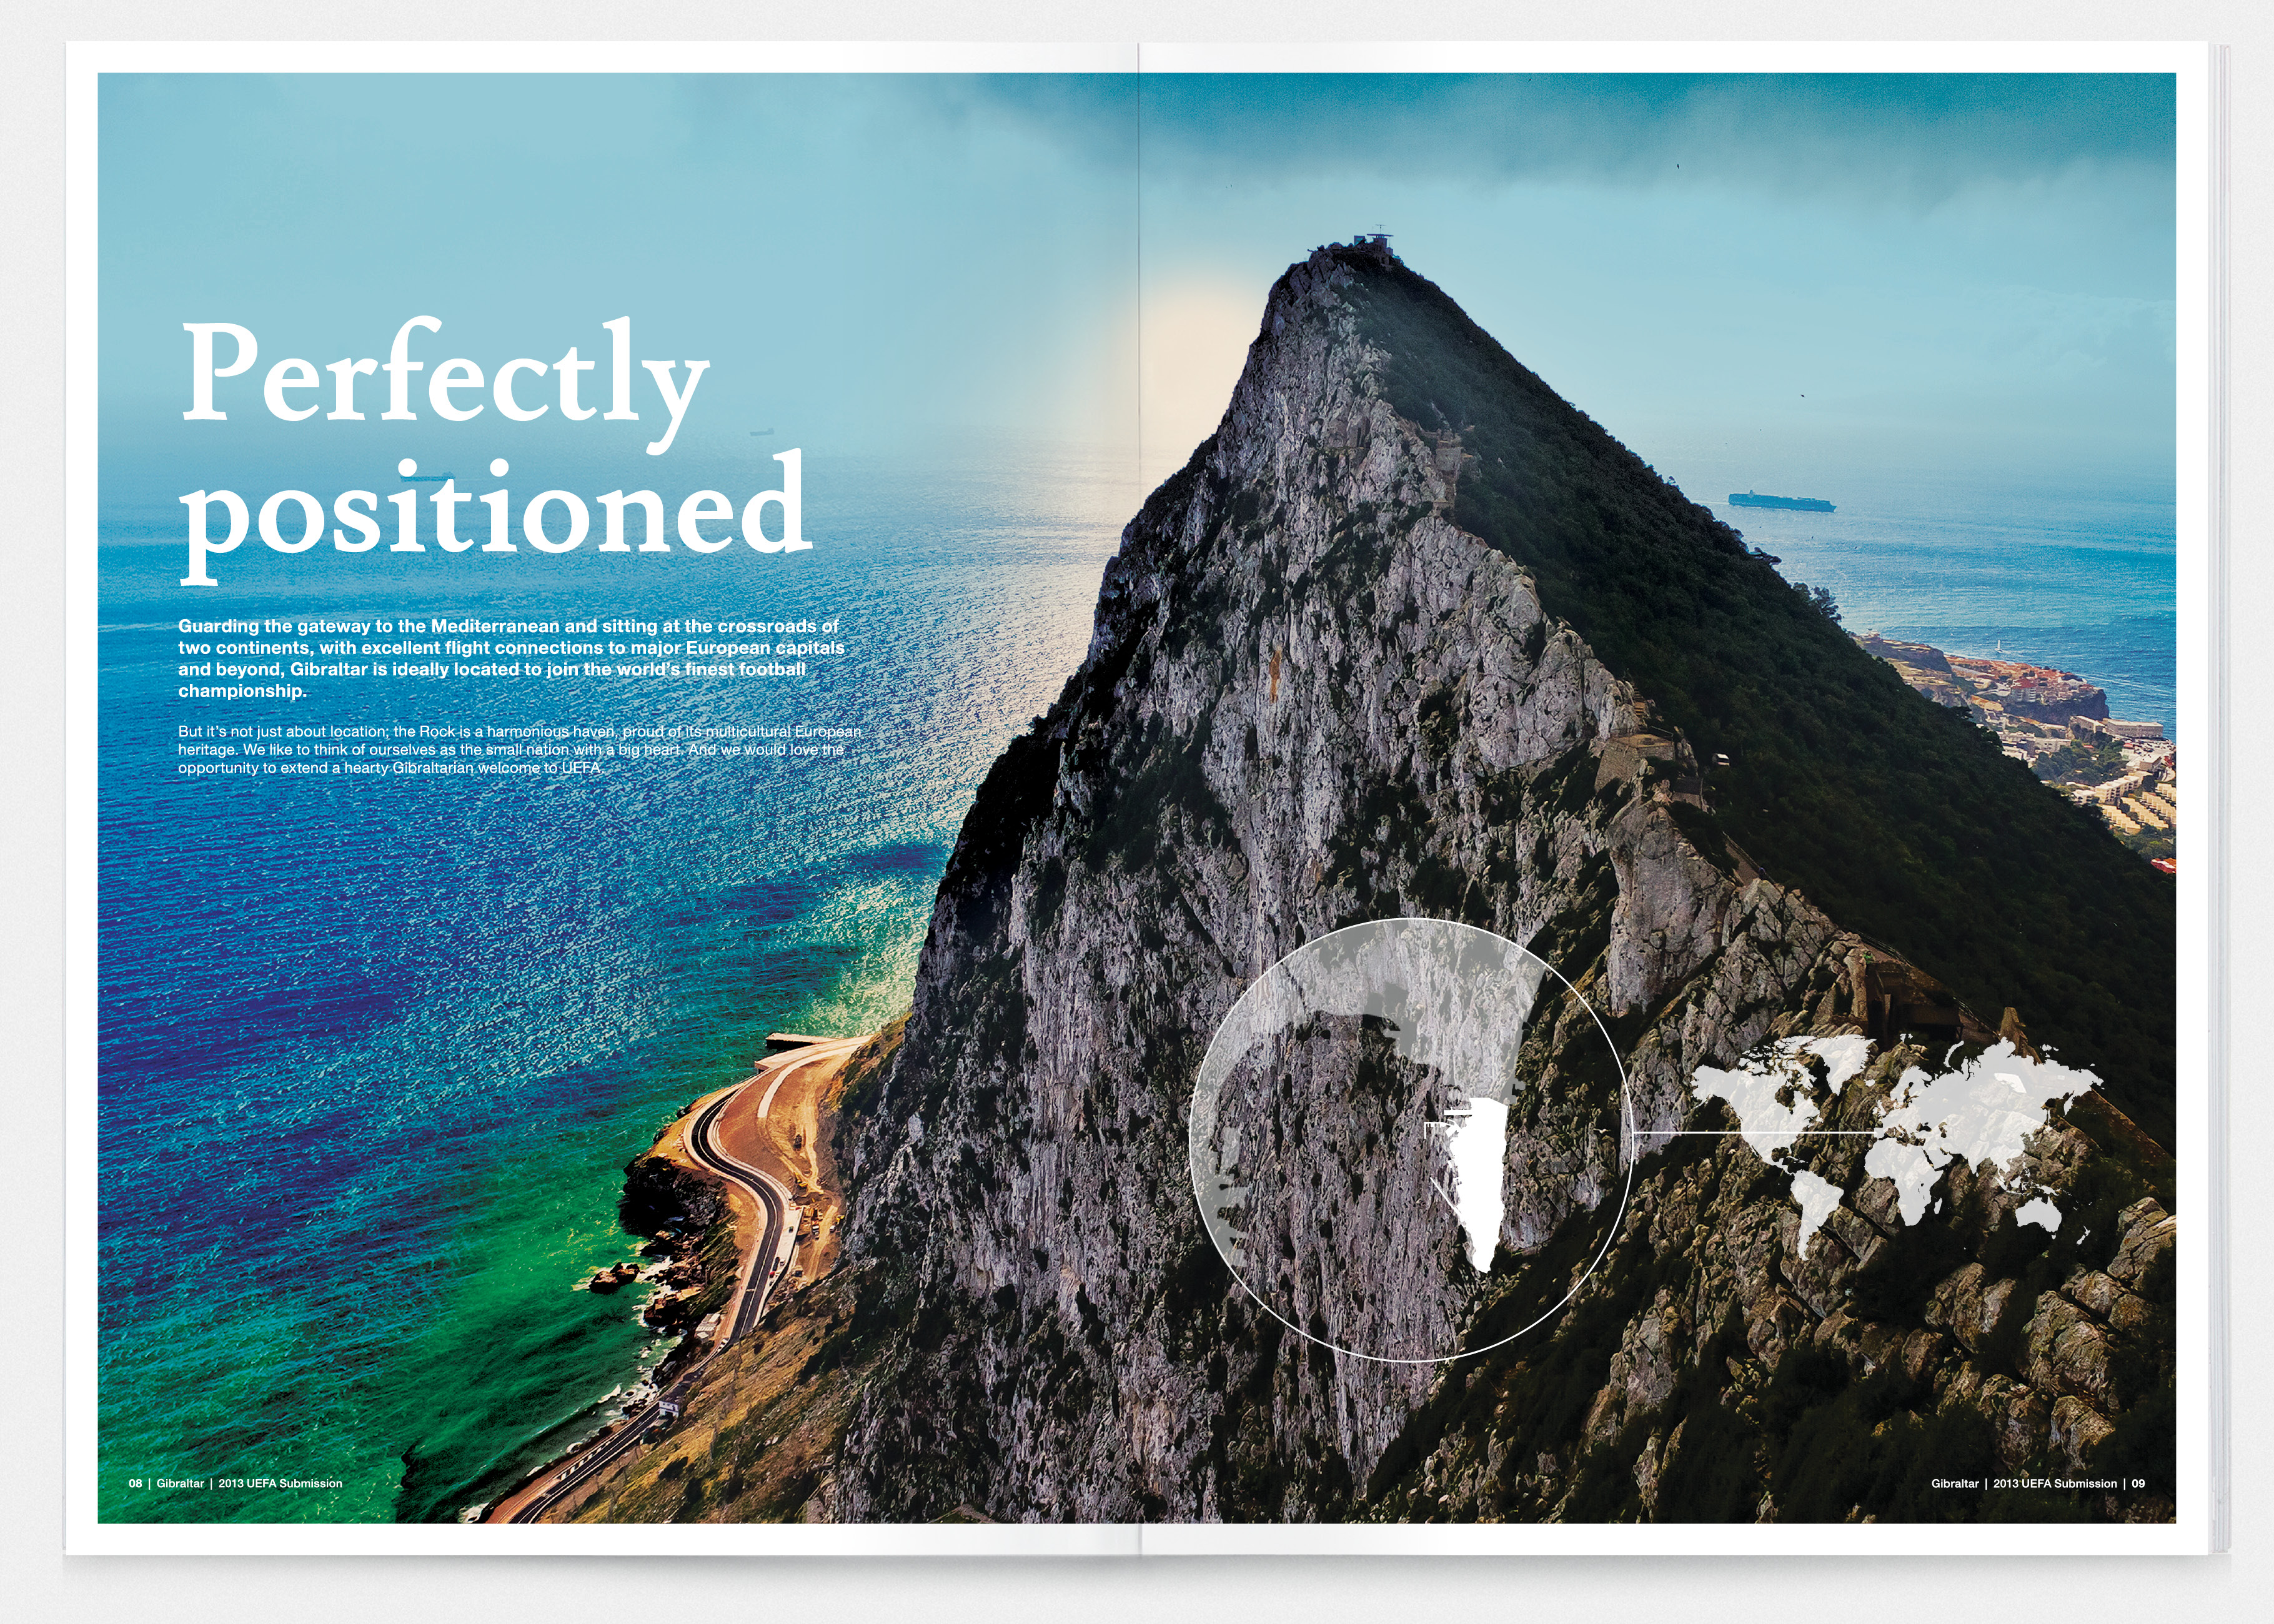 Perfectly
positioned
Guarding the gateway to the Mediterranean and sitting at the crossroads of
two continents, with excellent flight connections to major European capitals
and beyond, Gibraltar is ideally located to join the world's finest football
championship.
But it's not just about location; the Rock is a harmonious haven, proud of its multicultural European
heritage. We like to think of ourselves as the small nation with a big heart. And we would love the
opportunity to extend a hearty Gibraltarian welcome to UEFA.
08 | Gibraltar | 2013 UEFA Submission
Gibraltar | 2013 UEFA Submission | 09